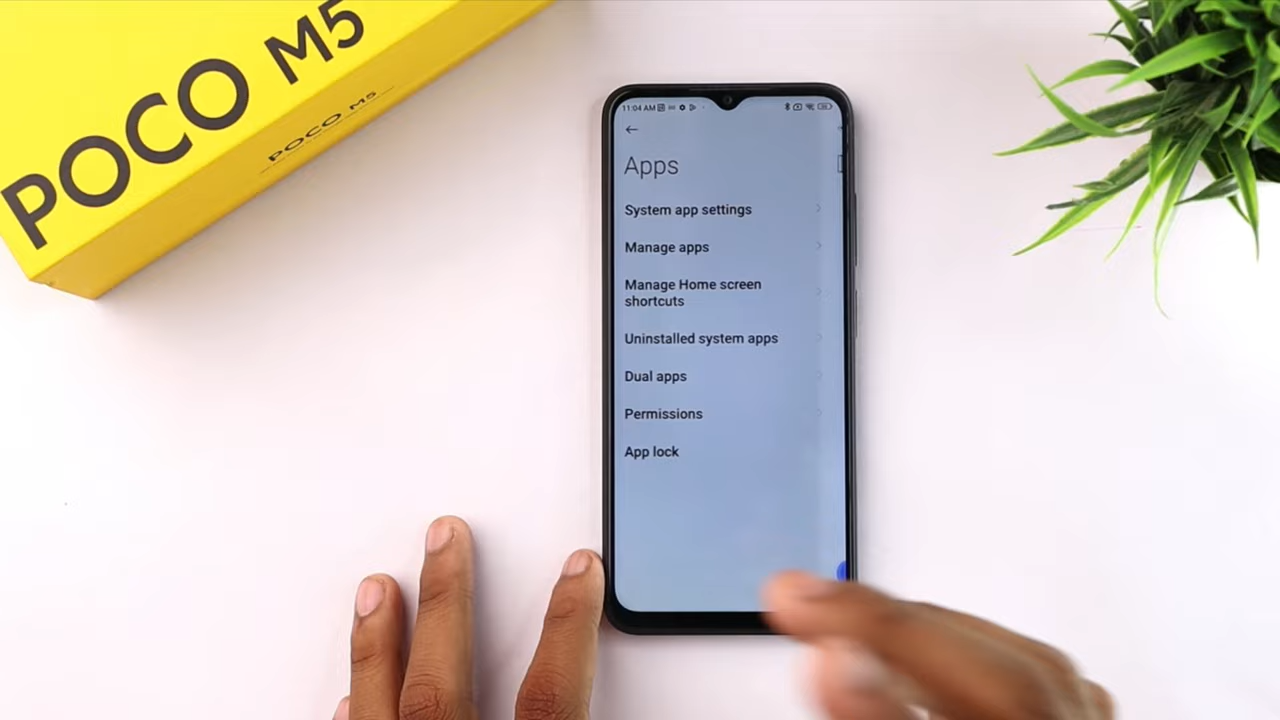 POCO M5
POCO M5
11:04 AM
Apps
System app settings
Manage apps
Manage Home screen
shortcuts
Uninstalled system apps
Dual apps
Permissions
App lock